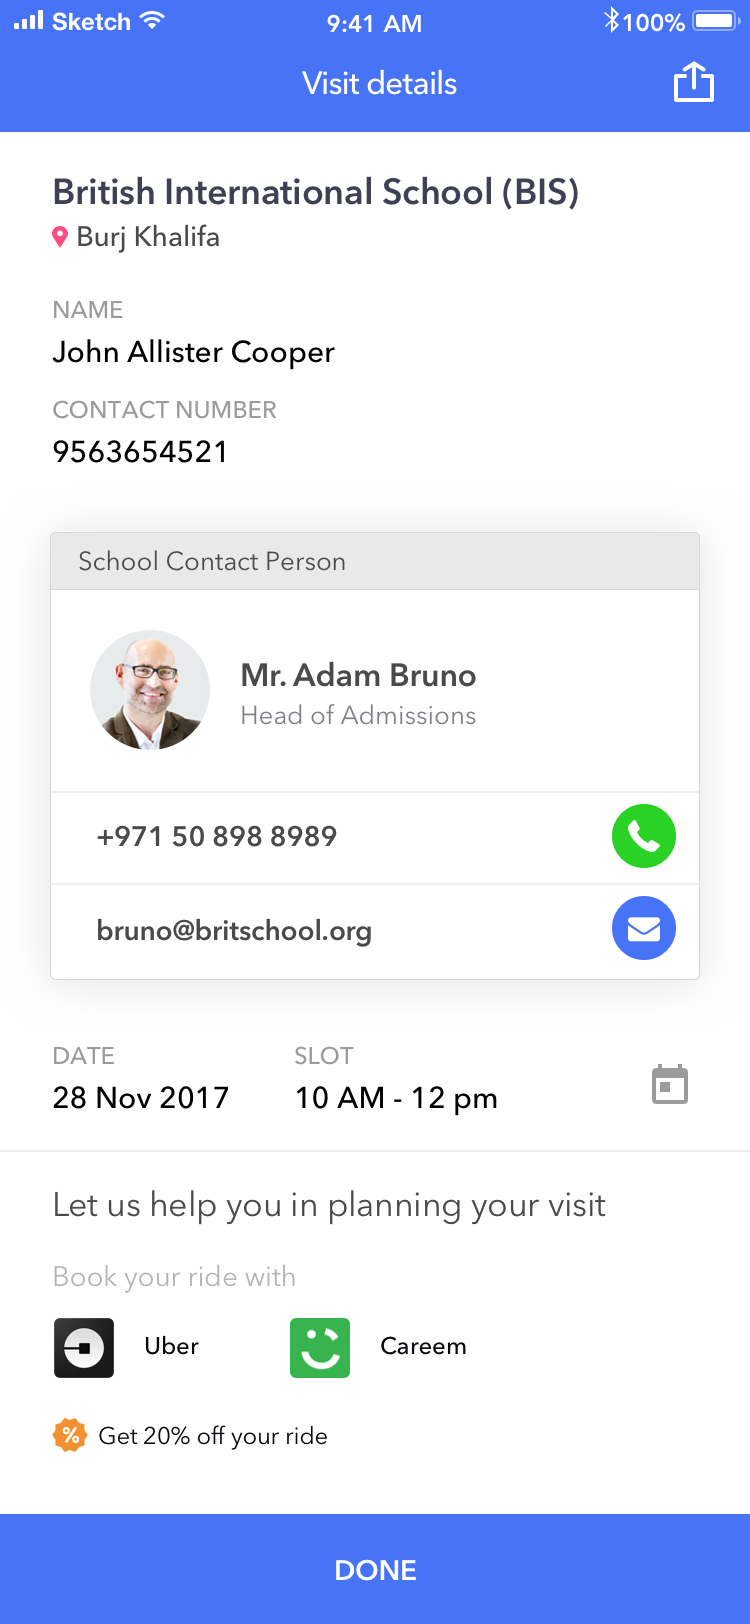 Sketch 9:41 AM 100%
Visit details
British International School (BIS)
Burj Khalifa
NAME
John Allister Cooper
CONTACT NUMBER
9563654521
School Contact Person
Mr. Adam Bruno
Head of Admissions
+971 50 898 8989
bruno@britschool.org
DATE SLOT
28 Nov 2017 10 AM - 12 pm
Let us help you in planning your visit
Book your ride with
Uber Careem
% Get 20% off your ride
DONE